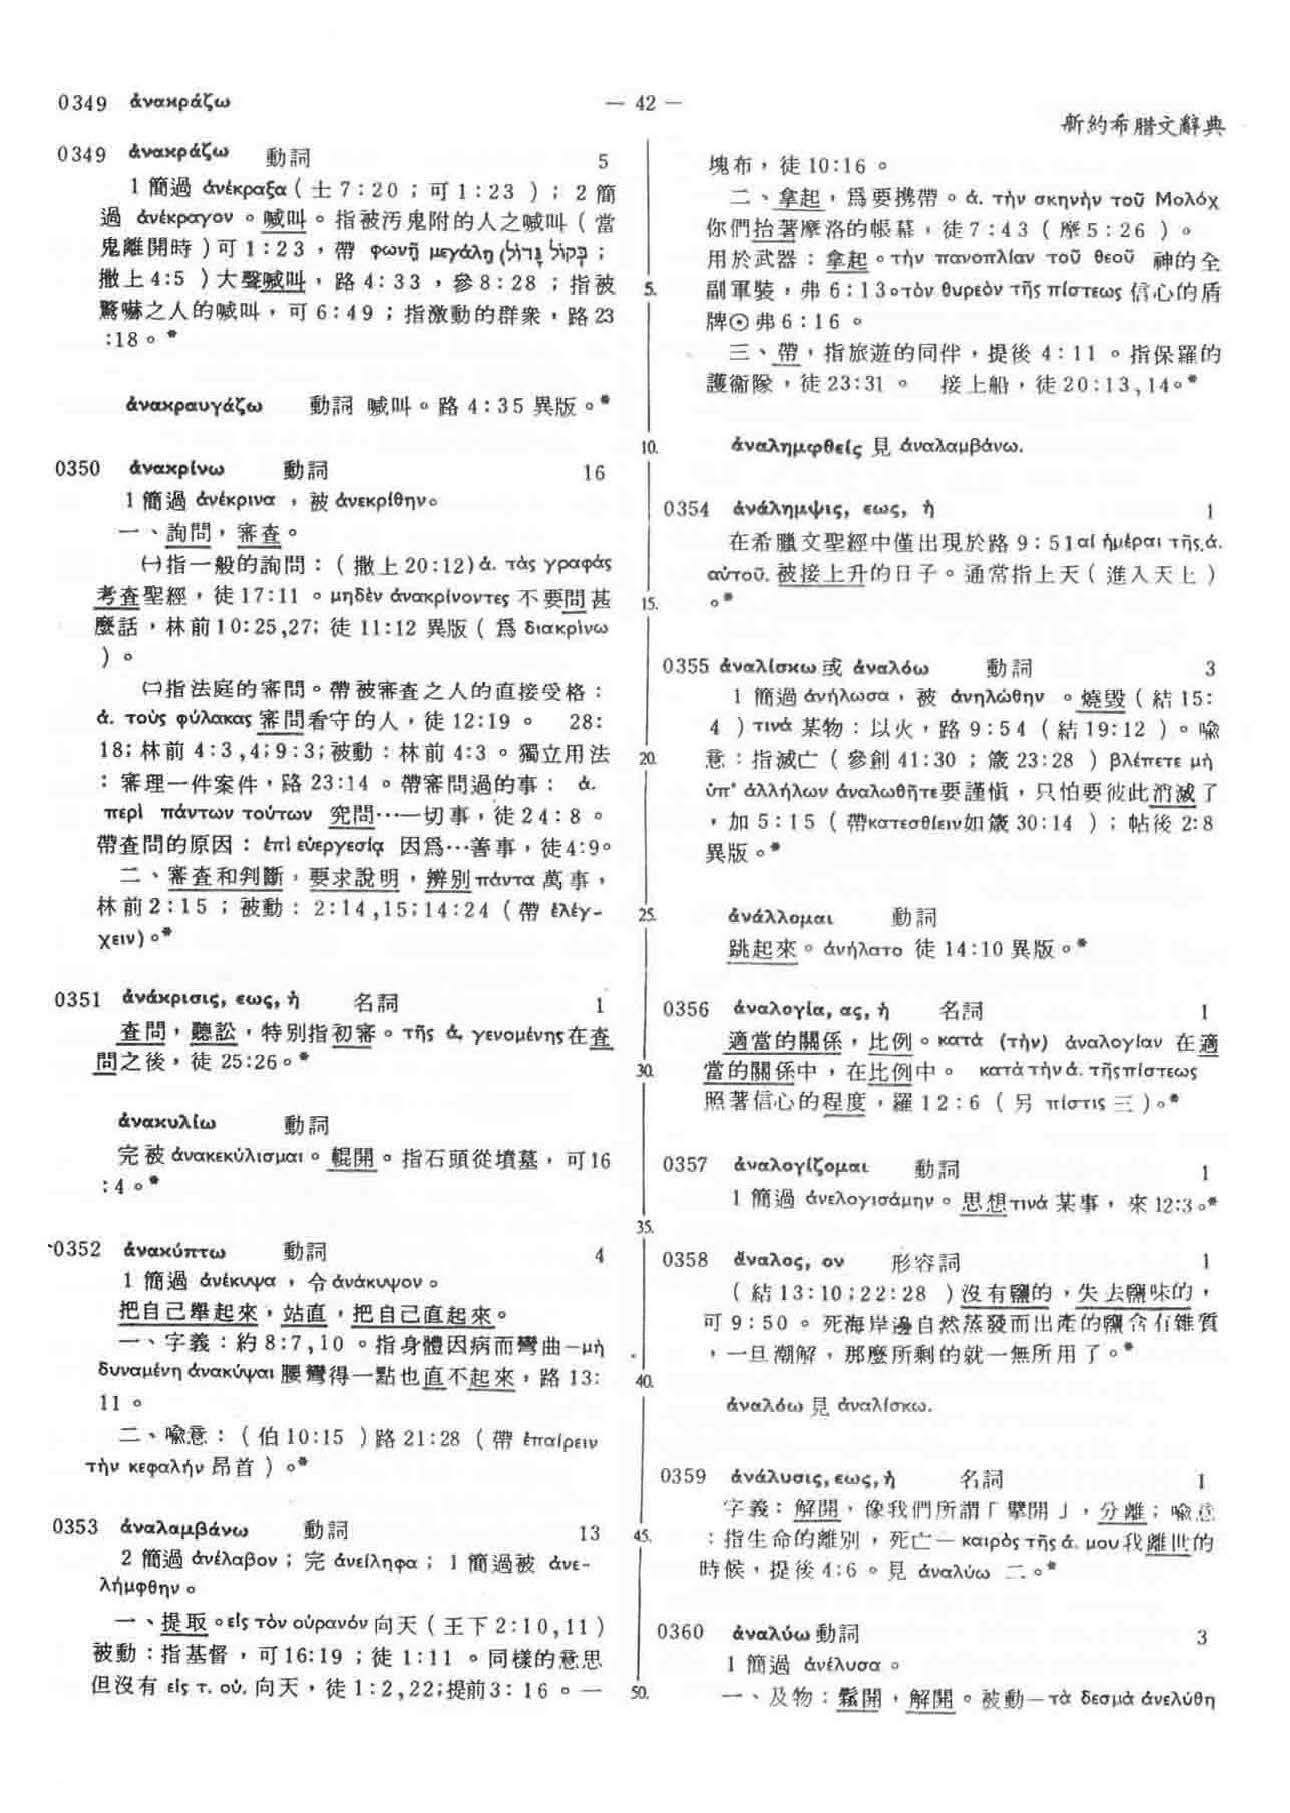 0349 ἀνακράζω
— 42 —
新約希腊文辭典
0349 ἀνακράζω 動詞 5
1 簡過 ἀνέκραξα ( 士 7 : 20 ; 可 1 : 23 ) ; 2 簡
過 ἀνέκραγον。喊叫。指被污鬼附的人之喊叫 ( 當
鬼離開時 ) 可 1 : 23 , 帶 φωνῇ μεγάλῃ (בְּקוֹל גָּדוֹל ;
撒上 4:5 ) 大聲喊叫 , 路 4 : 33 , 參 8 : 28 ; 指被
驚嚇之人的喊叫 , 可 6 : 49 ; 指激動的群衆 , 路 23
:18。*
ἀνακραυγάζω 動詞 喊叫。路 4 : 35 異版。*
0350 ἀνακρίνω 動詞 16
1 簡過 ἀνέκρινα , 被 ἀνεκρίθην。
一、詢問 , 審查。
㈠指一般的詢問 : ( 撒上 20:12) ἀ. τὰς γραφάς
考查聖經 , 徒 17:11 。μηδὲν ἀνακρίνοντες 不要問甚
麼話 , 林前 10:25,27; 徒 11:12 異版 ( 爲 διακρίνω
) 。
㈡指法庭的審問。帶被審查之人的直接受格 :
ἀ. τοὺς φύλακας 審問看守的人 , 徒 12:19 。 28:
18; 林前 4:3,4;9:3;被動 : 林前 4:3 。獨立用法
: 審理一件案件 , 路 23:14 。帶審問過的事 : ἀ.
περὶ πάντων τούτων 究問…一切事 , 徒 24 : 8 。
帶查問的原因 : ἐπὶ εὐεργεσίᾳ 因爲…善事 , 徒4:9。
二、審查和判斷 , 要求說明 , 辨別 πάντα 萬事 ,
林前 2 : 15 ; 被動 : 2:14,15;14:24 ( 帶 ἐλέγ-
χειν)。*
0351 ἀνάκρισις, εως, ἡ 名詞 1
查問 , 聽訟 , 特別指初審。τῆς ἀ. γενομένης 在查
問之後 , 徒 25:26。*
ἀνακυλίω 動詞
完被 ἀνακεκύλισμαι。輥開。指石頭從墳墓 , 可16
:4。*
0352 ἀνακύπτω 動詞 4
1 簡過 ἀνέκυψα , 令 ἀνάκυψον。
把自己舉起來 , 站直 , 把自己直起來。
一、字義 : 約 8:7,10 。指身體因病而彎曲—μὴ
δυναμένη ἀνακύψαι 腰彎得一點也直不起來 , 路 13:
11 。
二、喩意 : ( 伯 10:15 ) 路 21:28 ( 帶 ἐπαίρειν
τὴν κεφαλήν 昂首 ) 。*
0353 ἀναλαμβάνω 動詞 13
2 簡過 ἀνέλαβον ; 完 ἀνείληφα ; 1 簡過被 ἀνε-
λήμφθην。
一、提取。εἰς τὸν οὐρανόν 向天 ( 王下 2:10,11 )
被動 : 指基督 , 可16:19 ; 徒 1:11 。同樣的意思
但沒有 εἰς τ. οὐ. 向天 , 徒 1:2,22;提前3: 16 。一
5.
10.
15.
20.
25.
30.
35.
40.
45.
50.
塊布 , 徒 10:16 。
二、拿起 , 爲要携帶。ἀ. τὴν σκηνὴν τοῦ Μολόχ
你們抬著摩洛的帳幕 , 徒 7 : 43 ( 摩 5 : 26 ) 。
用於武器 : 拿起。τὴν πανοπλίαν τοῦ θεοῦ 神的全
副軍裝 , 弗 6 : 13。τὸν θυρεὸν τῆς πίστεως 信心的盾
牌⊙弗 6 : 16 。
三、帶 , 指旅遊的同伴 , 提後 4 : 11 。指保羅的
護衞隊 , 徒 23:31 。 接上船 , 徒 20:13,14。*
ἀναλημφθείς 見 ἀναλαμβάνω.
0354 ἀνάλημψις, εως, ἡ 1
在希臘文聖經中僅出現於路 9 : 51 αἱ ἡμέραι τῆς ἀ.
αὐτοῦ. 被接上升的日子。通常指上天 ( 進入天上 )
。*
0355 ἀναλίσκω 或 ἀναλόω 動詞 3
1 簡過 ἀνήλωσα , 被 ἀνηλώθην 。燒毀 ( 結 15:
4 ) τινά 某物 : 以火 , 路 9 : 54 ( 結 19:12 ) 。喩
意 : 指滅亡 ( 參創 41:30 ; 箴 23:28 ) βλέπετε μὴ
ὑπ' ἀλλήλων ἀναλωθῆτε 要謹愼 , 只怕要彼此消滅了
, 加 5 : 15 ( 帶κατεσθίειν如箴 30:14 ) ; 帖後 2:8
異版。*
ἀνάλλομαι 動詞
跳起來。ἀνήλατο 徒 14:10 異版。*
0356 ἀναλογία, ας, ἡ 名詞 1
適當的關係 , 比例。κατὰ (τὴν) ἀναλογίαν 在適
當的關係中 , 在比例中。 κατὰ τὴν ἀ. τῆς πίστεως
照著信心的程度 , 羅 12 : 6 ( 另 πίστις 三 )。*
0357 ἀναλογίζομαι 動詞 1
1 簡過 ἀνελογισάμην。思想 τινά 某事 , 來 12:3。*
0358 ἄναλος, ον 形容詞 1
( 結 13:10;22:28 ) 沒有鹽的 , 失去鹽味的 ,
可 9 : 50 。死海岸邊自然蒸發而出產的鹽含有雜質
, 一旦潮解 , 那麼所剩的就一無所用了。*
ἀναλόω 見 ἀναλίσκω.
0359 ἀνάλυσις, εως, ἡ 名詞 1
字義 : 解開 , 像我們所謂「擘開」, 分離 ; 喩意
: 指生命的離別 , 死亡— καιρὸς τῆς ἀ. μου 我離世的
時候 , 提後 4:6 。見 ἀναλύω 二。*
0360 ἀναλύω 動詞 3
1 簡過 ἀνέλυσα 。
一、及物 : 鬆開 , 解開。被動—τὰ δεσμὰ ἀνελύθη